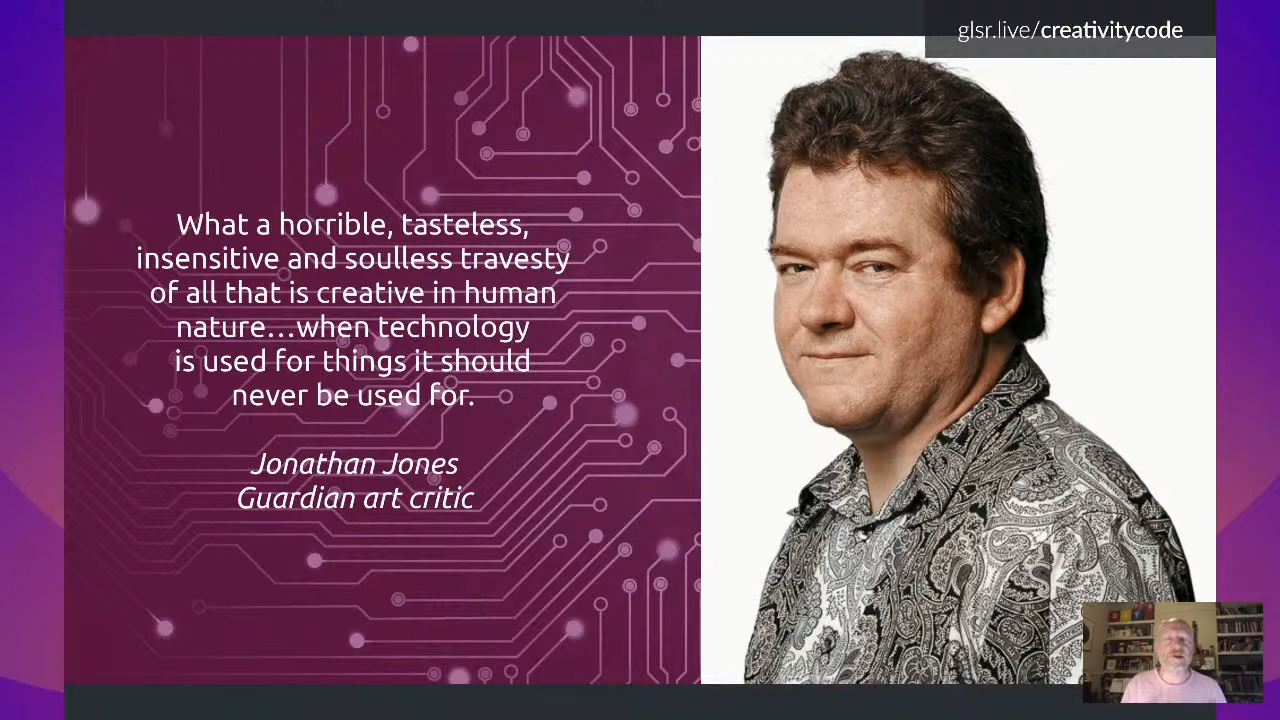 glsr.live/creativitycode
What a horrible, tasteless,
insensitive and soulless travesty
of all that is creative in human
nature...when technology
is used for things it should
never be used for.
Jonathan Jones
Guardian art critic